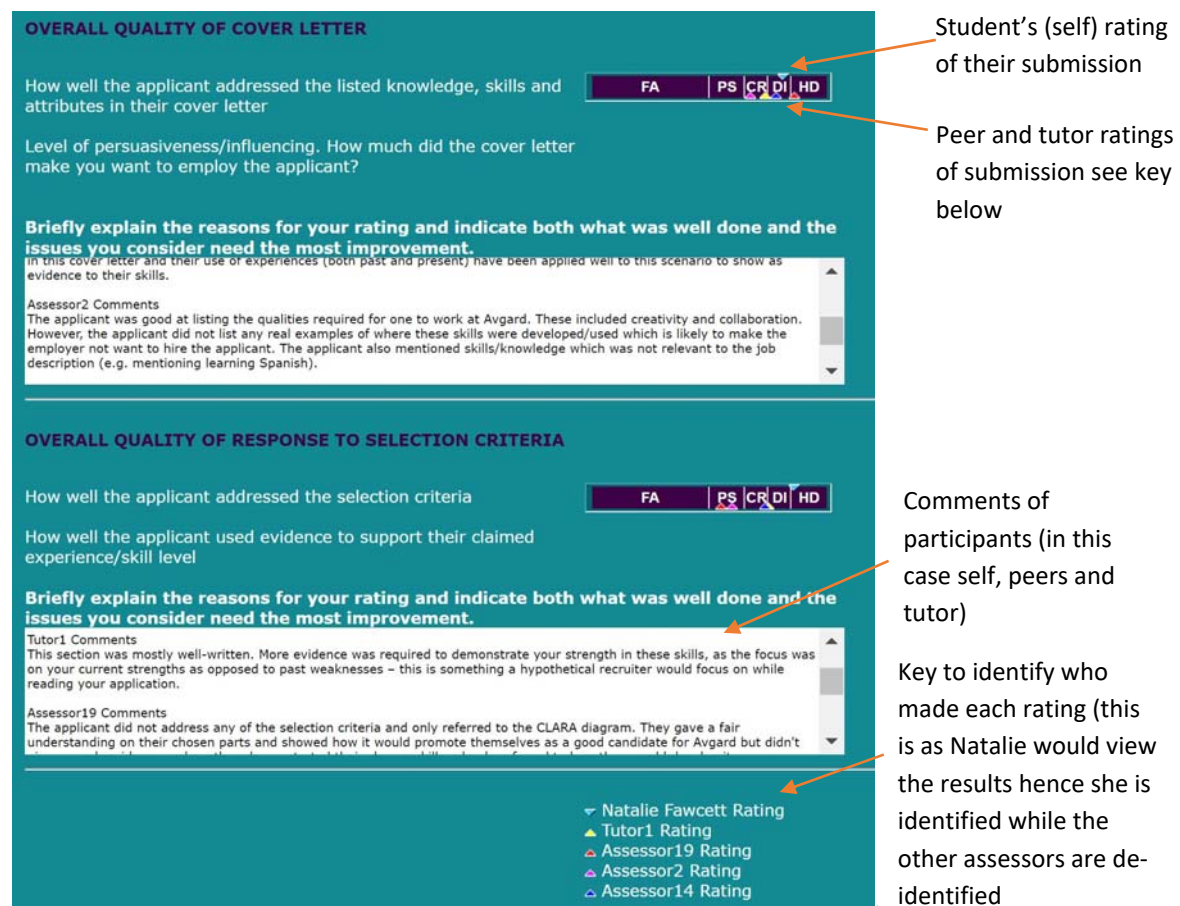 OVERALL QUALITY OF COVER LETTER
Student's (self) rating
of their submission
How well the applicant addressed the listed knowledge, skills and
attributes in their cover letter
FA PS CR DI HD
Level of persuasiveness/influencing. How much did the cover letter
make you want to employ the applicant?
Peer and tutor ratings
of submission see key
below
Briefly explain the reasons for your rating and indicate both what was well done and the
issues you consider need the most improvement.
in this cover letter and their use of experiences (both past and present) have been applied well to this scenario to show as
evidence to their skills.
Assessor2 Comments
The applicant was good at listing the qualities required for one to work at Avgard. These included creativity and collaboration.
However, the applicant did not list any real examples of where these skills were developed/used which is likely to make the
employer not want to hire the applicant. The applicant also mentioned skills/knowledge which was not relevant to the job
description (e.g. mentioning learning Spanish).
OVERALL QUALITY OF RESPONSE TO SELECTION CRITERIA
How well the applicant addressed the selection criteria
FA PS CR DI HD
How well the applicant used evidence to support their claimed
experience/skill level
Comments of
participants (in this
case self, peers and
tutor)
Briefly explain the reasons for your rating and indicate both what was well done and the
issues you consider need the most improvement.
Tutor1 Comments
This section was mostly well-written. More evidence was required to demonstrate your strength in these skills, as the focus was
on your current strengths as opposed to past weaknesses – this is something a hypothetical recruiter would focus on while
reading your application.
Assessor19 Comments
The applicant did not address any of the selection criteria and only referred to the CLARA diagram. They gave a fair
understanding on their chosen parts and showed how it would promote themselves as a good candidate for Avgard but didn't
Key to identify who
made each rating (this
is as Natalie would view
the results hence she is
identified while the
other assessors are de-
identified
Natalie Fawcett Rating
Tutor1 Rating
Assessor19 Rating
Assessor2 Rating
Assessor14 Rating